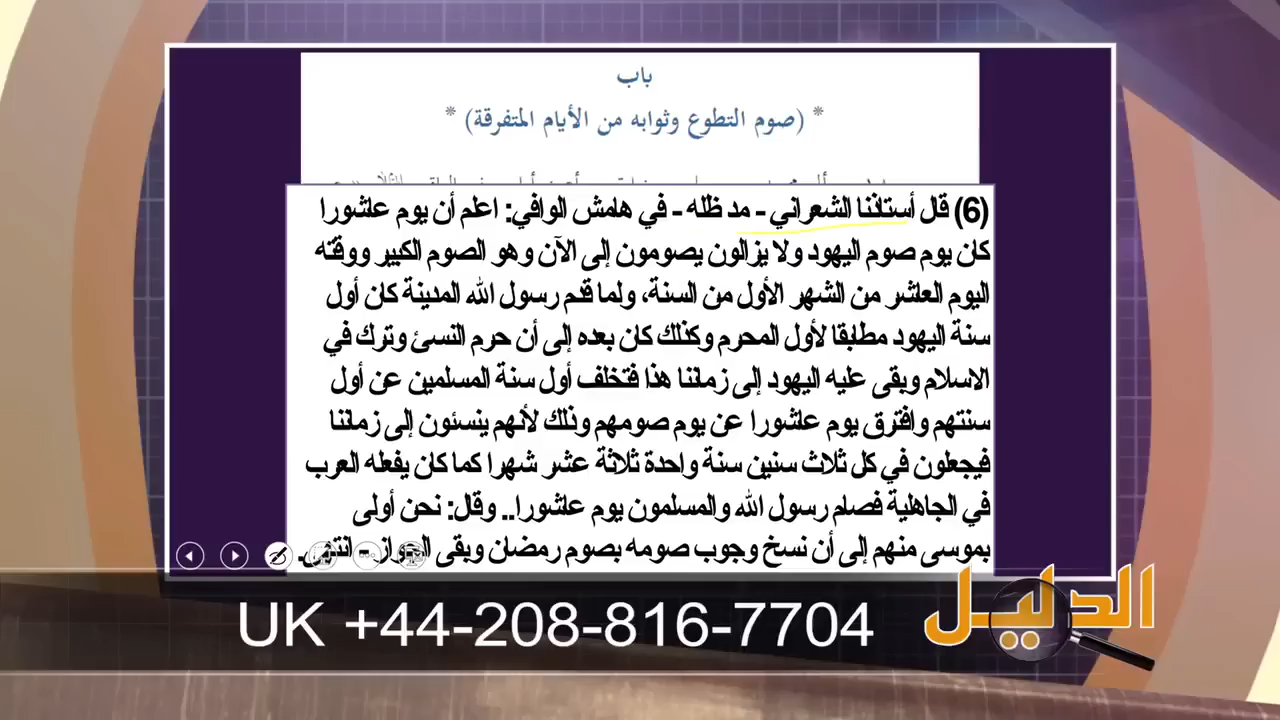 باب
* (صوم التطوع وثوابه من الأيام المتفرقة) *
(6) قال أستاذنا الشعراني - مد ظله - في هامش الوافي: اعلم أن يوم عاشورا
كان يوم صوم اليهود ولا يزالون يصومون إلى الآن وهو الصوم الكبير ووقته
اليوم العاشر من الشهر الأول من السنة، ولما قدم رسول الله المدينة كان أول
سنة اليهود مطابقا لأول المحرم وكذلك كان بعده إلى أن حرم النسئ وترك في
الاسلام وبقى عليه اليهود إلى زماننا هذا فتخلف أول سنة المسلمين عن أول
سنتهم وافترق يوم عاشورا عن يوم صومهم وذلك لأنهم ينسئون إلى زماننا
فيجعلون في كل ثلاث سنين سنة واحدة ثلاثة عشر شهرا كما كان يفعله العرب
في الجاهلية فصام رسول الله والمسلمون يوم عاشورا.. وقال: نحن أولى
بموسى منهم إلى أن نسخ وجوب صومه بصوم رمضان وبقى الجواز - انتهى.
الدليل
UK +44-208-816-7704